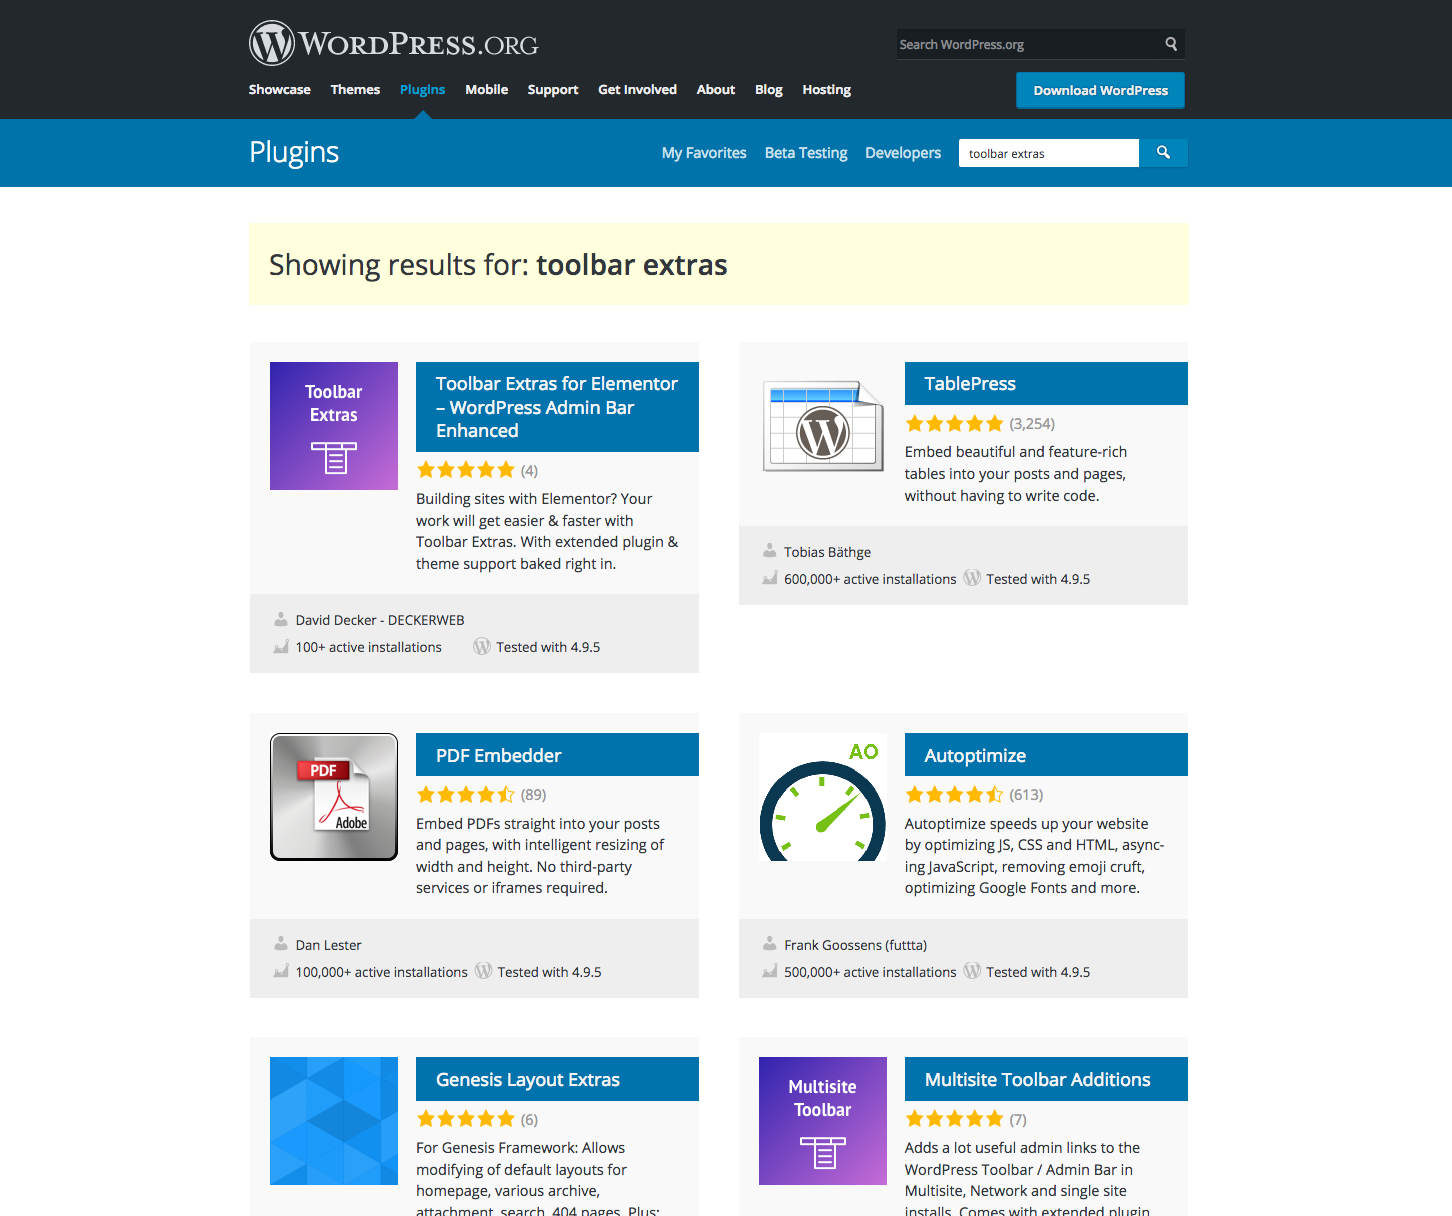 WORDPRESS.ORG
Search WordPress.org
Showcase Themes Plugins Mobile Support Get Involved About Blog Hosting
Download WordPress
Plugins
My Favorites Beta Testing Developers
toolbar extras
Showing results for: toolbar extras
Toolbar
Extras
Toolbar Extras for Elementor
– WordPress Admin Bar
Enhanced
(4)
Building sites with Elementor? Your
work will get easier & faster with
Toolbar Extras. With extended plugin &
theme support baked right in.
David Decker - DECKERWEB
100+ active installations
Tested with 4.9.5
TablePress
(3,254)
Embed beautiful and feature-rich
tables into your posts and pages,
without having to write code.
Tobias Bäthge
600,000+ active installations
Tested with 4.9.5
PDF
Adobe
PDF Embedder
(89)
Embed PDFs straight into your posts
and pages, with intelligent resizing of
width and height. No third-party
services or iframes required.
Dan Lester
100,000+ active installations
Tested with 4.9.5
AO
Autoptimize
(613)
Autoptimize speeds up your website
by optimizing JS, CSS and HTML, async-
ing JavaScript, removing emoji cruft,
optimizing Google Fonts and more.
Frank Goossens (futtta)
500,000+ active installations
Tested with 4.9.5
Genesis Layout Extras
(6)
For Genesis Framework: Allows
modifying of default layouts for
homepage, various archive,
attachment, search, 404 pages. Plus:
Multisite
Toolbar
Multisite Toolbar Additions
(7)
Adds a lot useful admin links to the
WordPress Toolbar / Admin Bar in
Multisite, Network and single site
installs. Comes with extended plugin